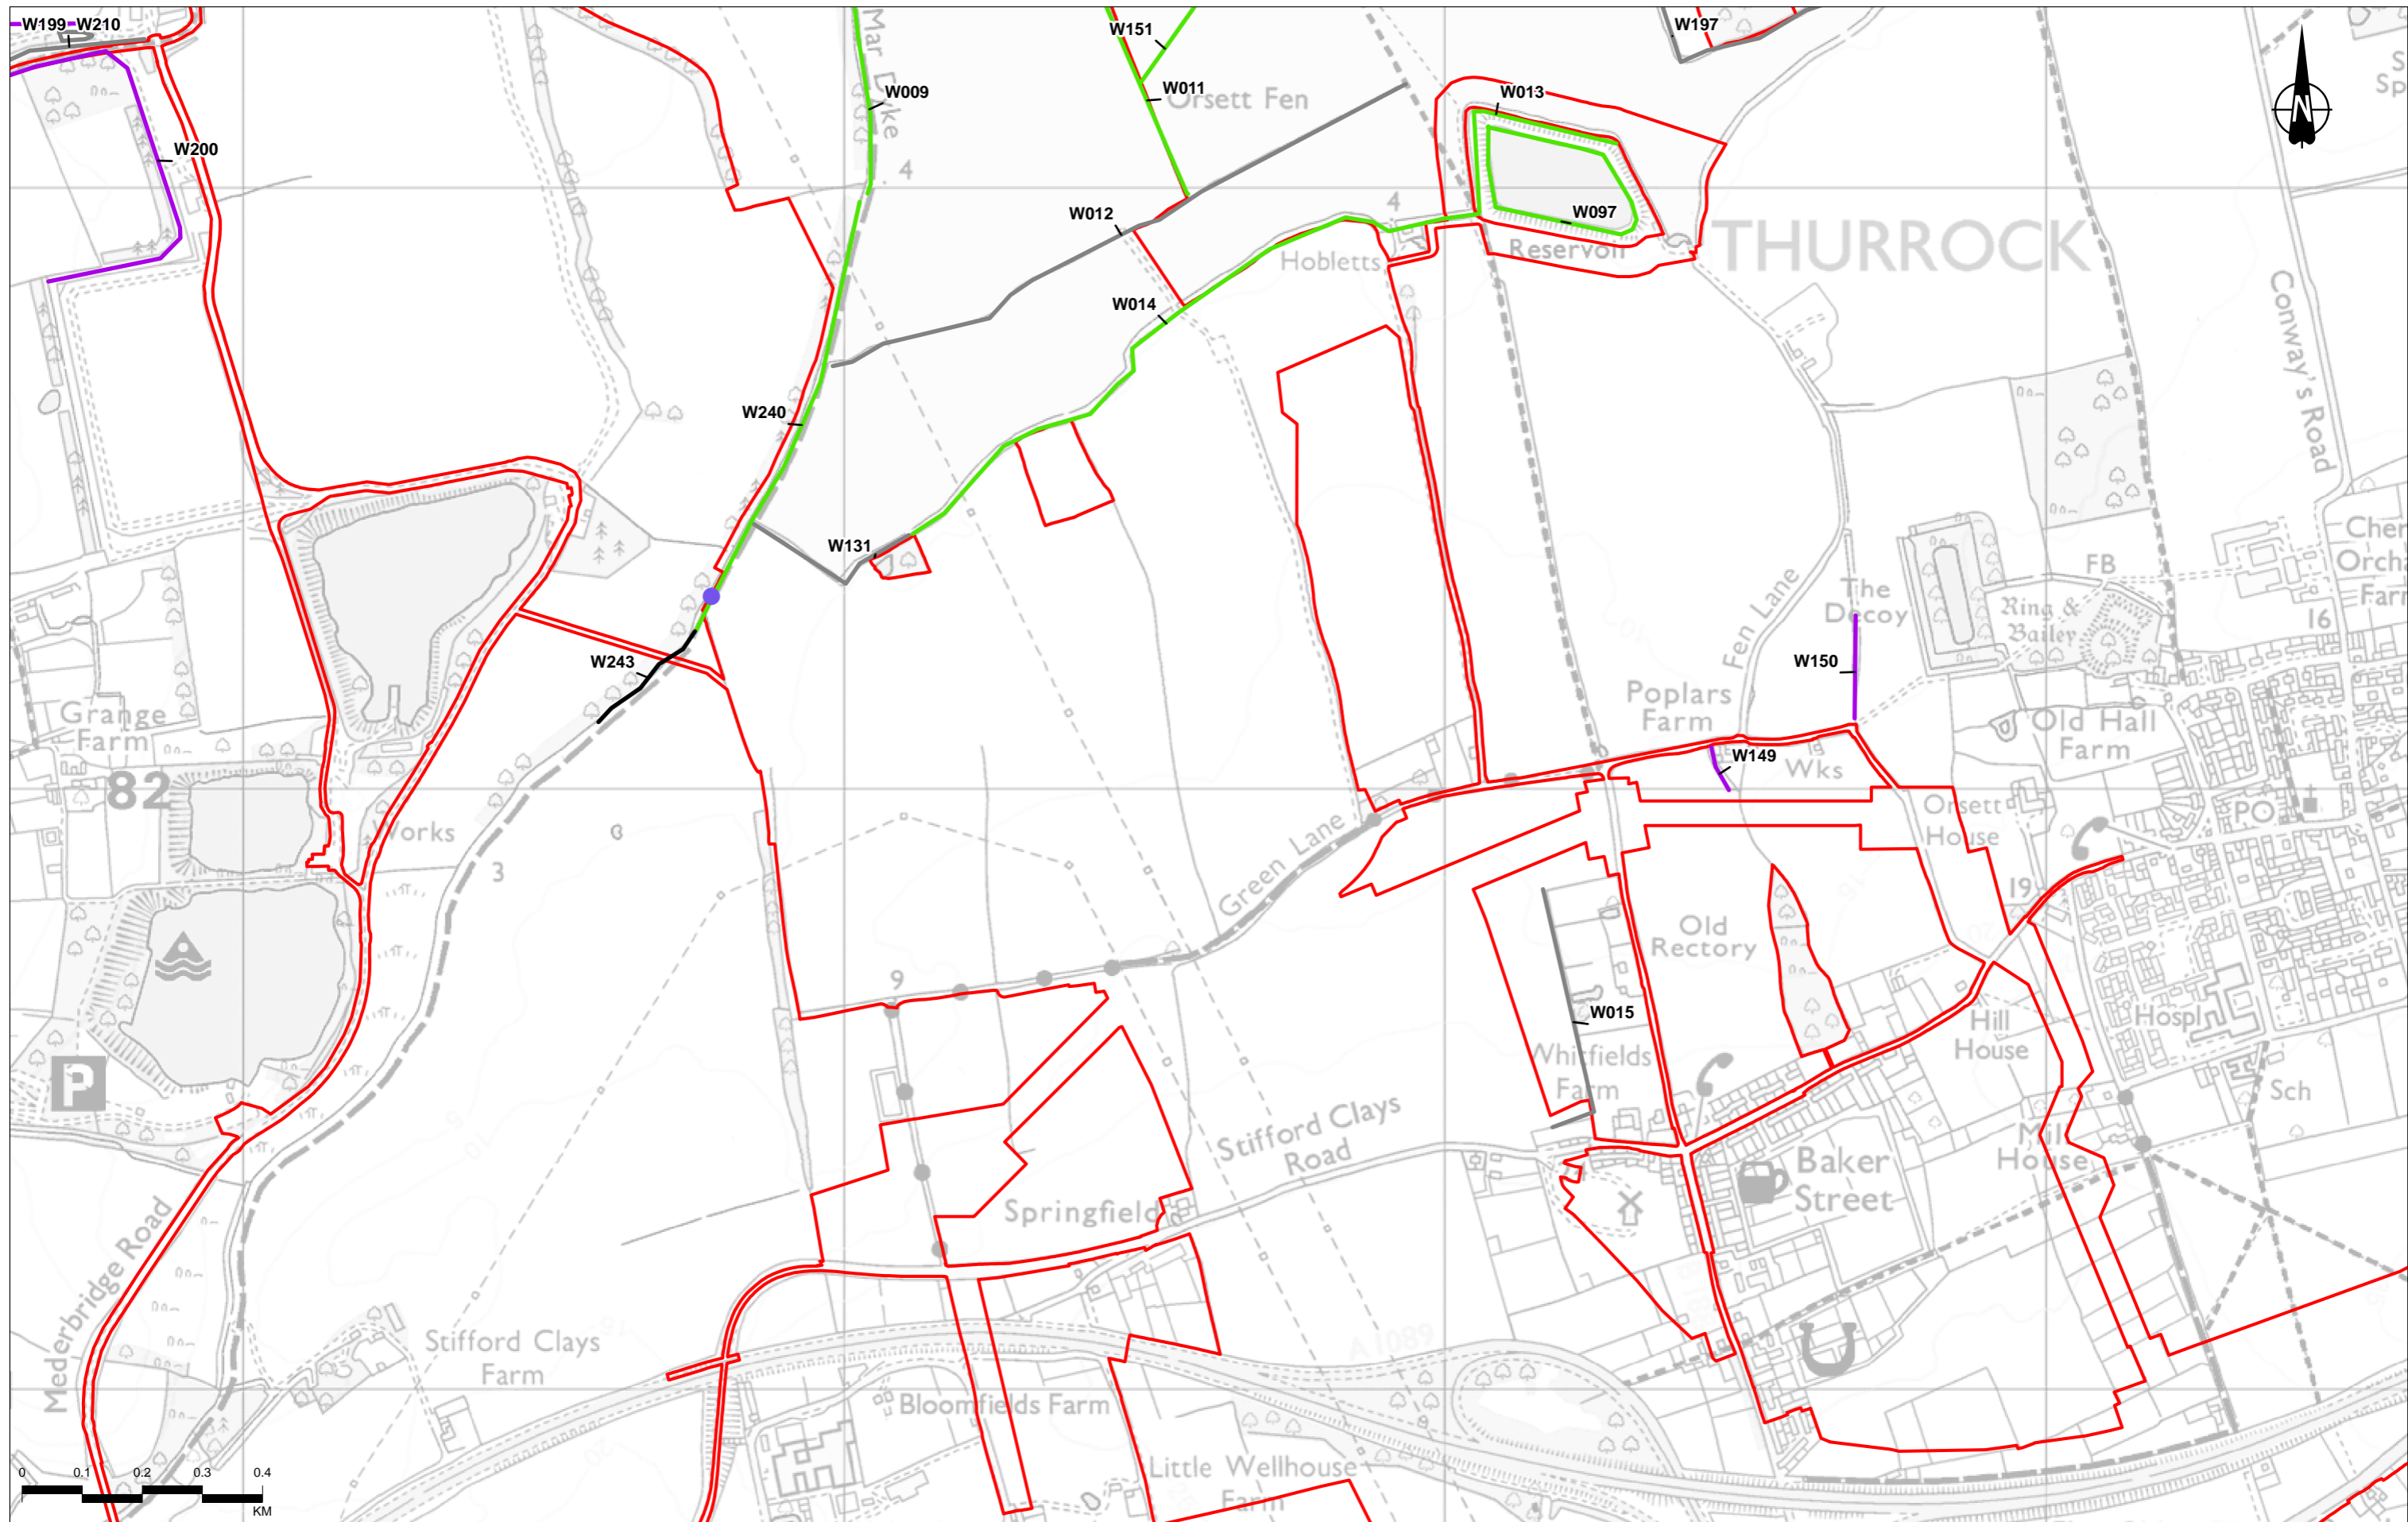 W199 W210
Mar Dyke
W151
W197
W009
W011
Orsett Fen
W013
N
W200
4
W012
4
W097
THURROCK
Reservoir
Hobletts
W014
Conway's Road
W240
W131
FB
Fen Lane
The
Decoy
Ring &
Bailey
16
W243
W150
Poplars
Farm
Grange
Farm
Old Hall
Farm
82
W149
Wks
Orsett
House
PO
Works
3
Green Lane
19
Old
Rectory
9
W015
Hill
House
Hospl
Whitfields
Farm
P
Sch
Stifford Clays
Road
Mill
House
Baker
Street
Springfield
Mederbridge Road
Stifford Clays
Farm
A1089
Bloomfields Farm
Little Wellhouse
Farm
0 0.1 0.2 0.3 0.4
KM